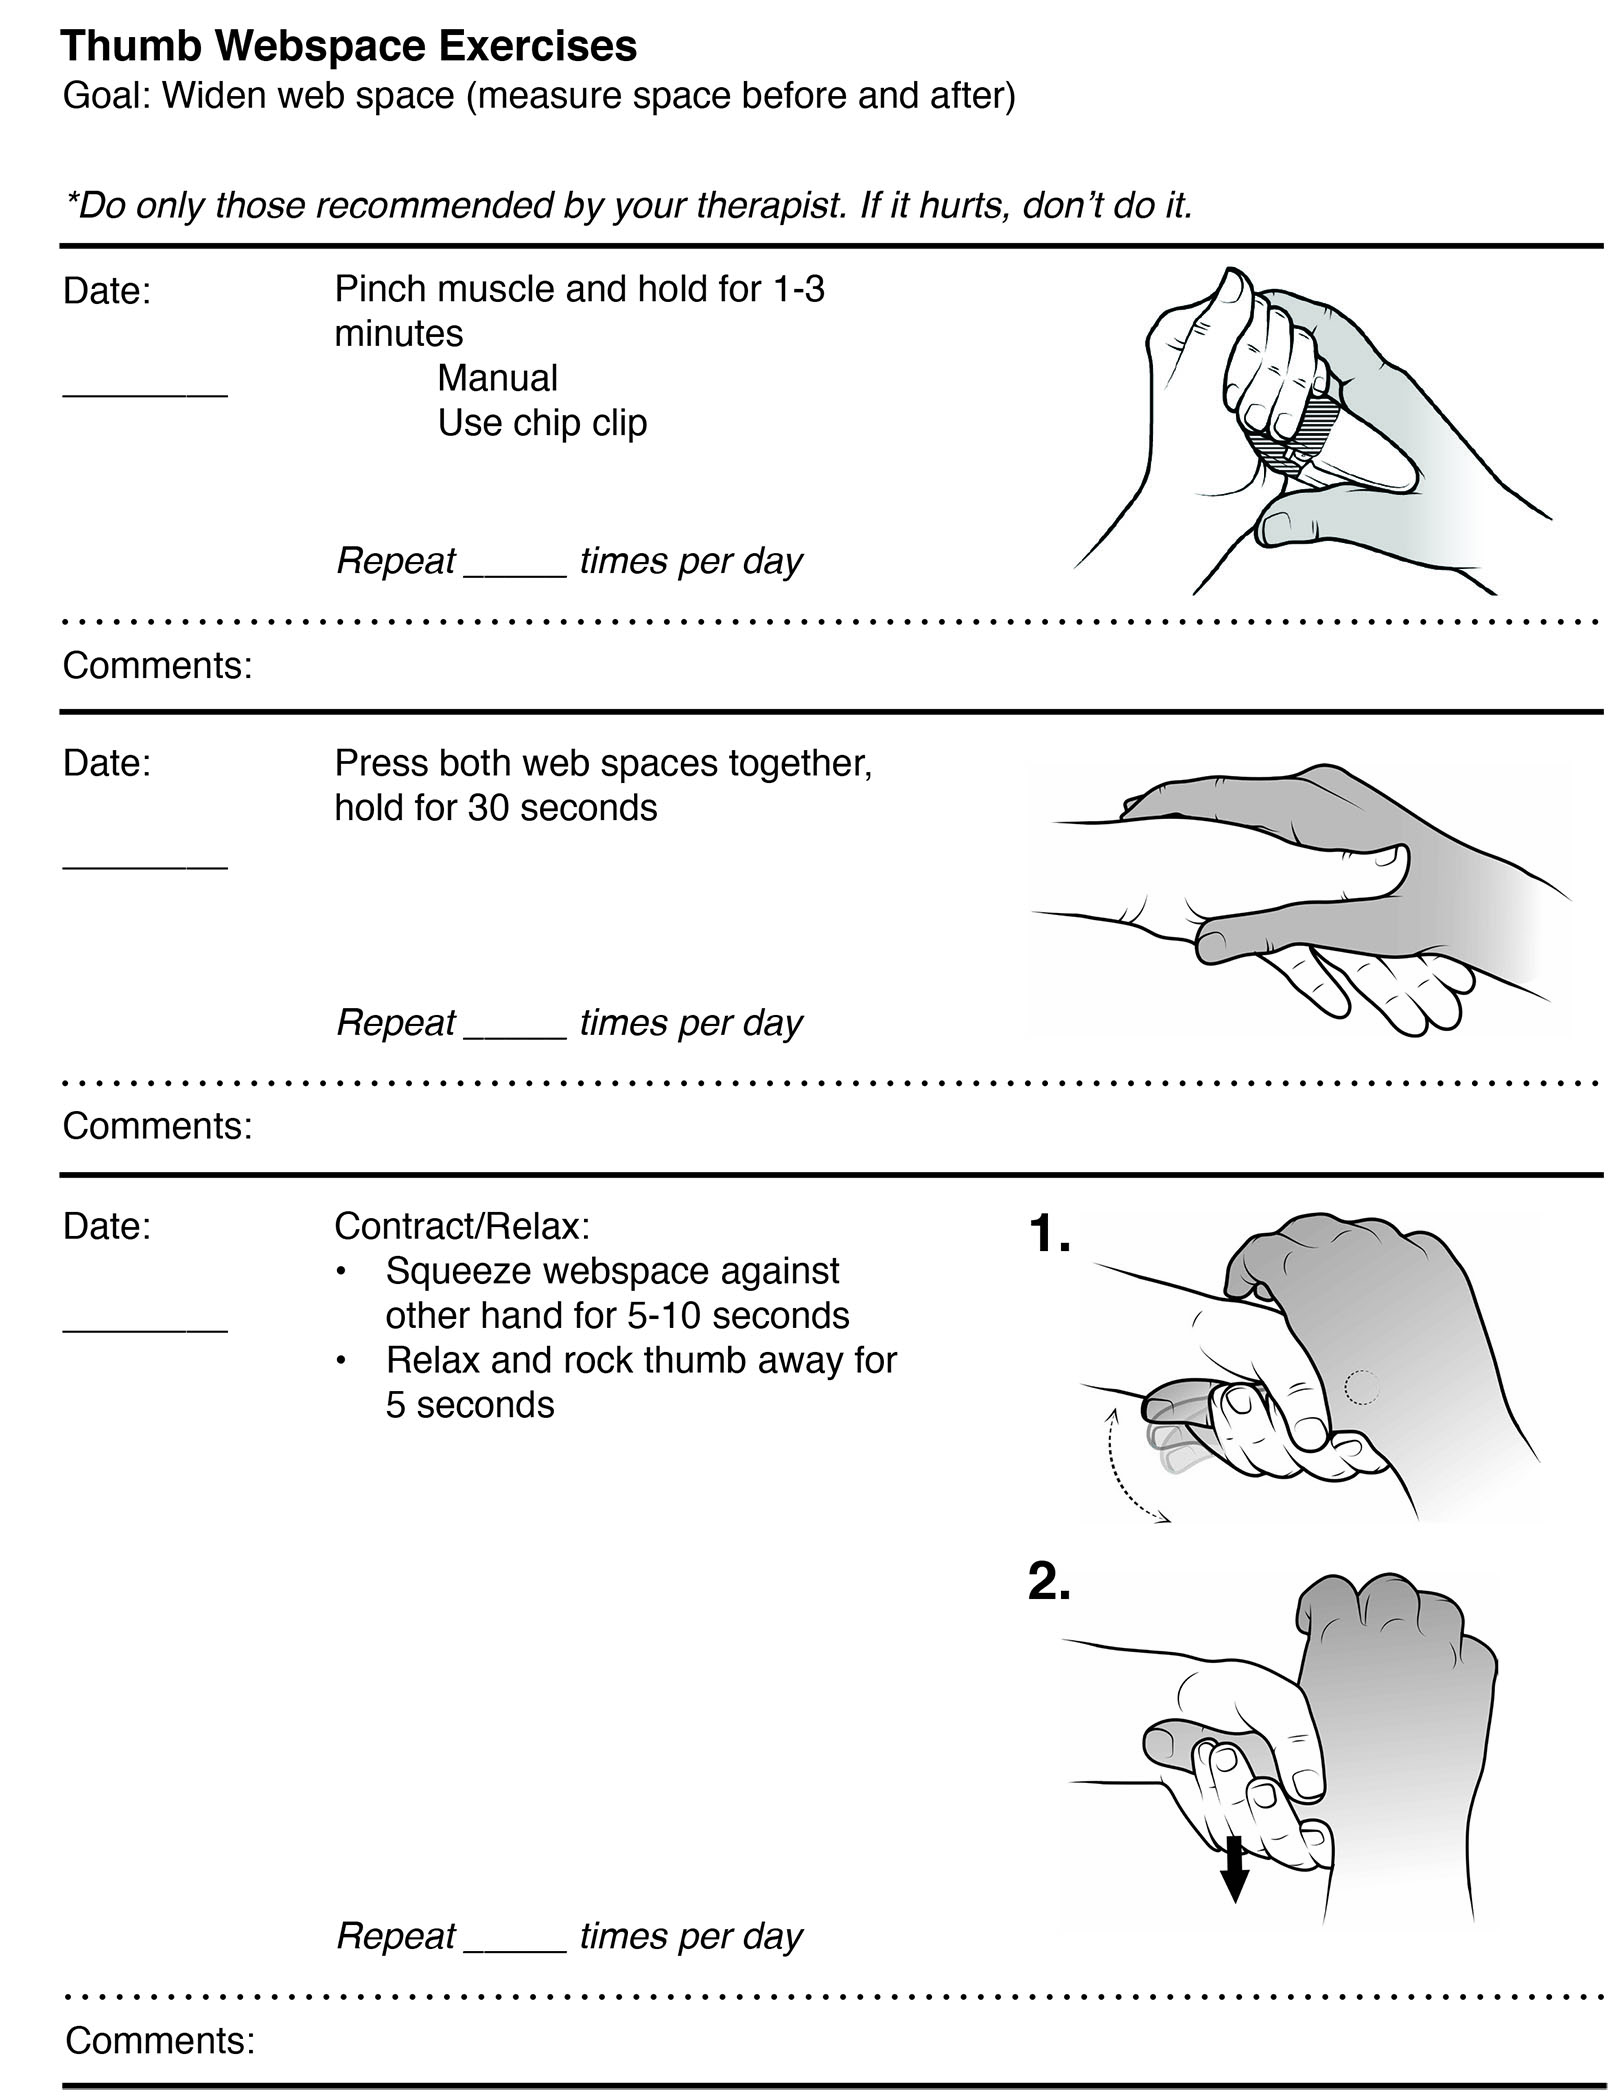 Thumb Webspace Exercises
Goal: Widen web space (measure space before and after)
*Do only those recommended by your therapist. If it hurts, don’t do it.
Date:
Pinch muscle and hold for 1-3
minutes
Manual
Use chip clip
Repeat _____ times per day
Comments:
Date:
Press both web spaces together,
hold for 30 seconds
Repeat _____ times per day
Comments:
Date:
Contract/Relax:
• Squeeze webspace against
other hand for 5-10 seconds
• Relax and rock thumb away for
5 seconds
1.
2.
Repeat _____ times per day
Comments: